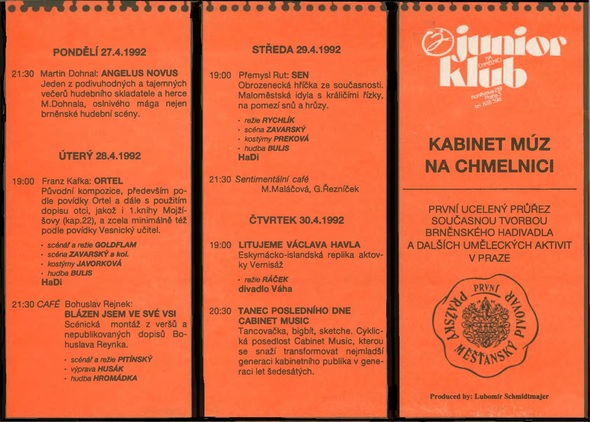 PONDĚLÍ 27.4.1992
21:30 Martin Dohnal: ANGELUS NOVUS
Jeden z podivuhodných a tajemných
večerů hudebního skladatele a herce
M.Dohnala, oslnivého mága nejen
brněnské hudební scény.
ÚTERÝ 28.4.1992
19:00 Franz Kafka: ORTEL
Původní kompozice, především po-
dle povídky Ortel a dále s použitím
dopisu otci, jakož i 1.knihy Mojží-
šovy (kap.22), a zcela minimálně též
podle povídky Vesnický učitel.
• scénář a režie GOLDFLAM
• scéna ZAVARSKÝ a kol.
• kostýmy JAVORKOVÁ
• hudba BULIS
HaDi
21:30 CAFÉ Bohuslav Rejnek:
BLÁZEN JSEM VE SVÉ VSI
Scénická montáž z veršů a
nepublikovaných dopisů Bo-
huslava Reynka.
• scénář a režie PITÍNSKÝ
• výprava HUSÁK
• hudba HROMÁDKA
STŘEDA 29.4.1992
19:00 Přemysl Rut: SEN
Obrozenecká hříčka ze současnosti.
Maloměstská idyla s králičími řízky,
na pomezí snů a hrůzy.
• režie RYCHLÍK
• scéna ZAVARSKÝ
• kostýmy PREKOVÁ
• hudba BULIS
HaDi
21:30 Sentimentální café
M.Maláčová, G.Řezníček
ČTVRTEK 30.4.1992
19:00 LITUJEME VÁCLAVA HAVLA
Eskymácko-islandská replika aktov-
ky Vernisáž
• režie RÁČEK
divadlo Váha
20:30 TANEC POSLEDNÍHO DNE
CABINET MUSIC
Tancovačka, bigbít, sketche. Cyklic-
ká posedlost Cabinet Music, kterou
se snaží transformovat nejmladší
generaci kabinetního publika v gene-
raci let šedesátých.
junior
klub
KABINET MÚZ
NA CHMELNICI
PRVNÍ UCELENÝ PRŮŘEZ
SOUČASNOU TVORBOU
BRNĚNSKÉHO HADIVADLA
A DALŠÍCH UMĚLECKÝCH AKTIVIT
V PRAZE
PRVNÍ
PRAŽSKÝ MĚŠŤANSKÝ PIVOVAR
Produced by: Lubomír Schmidtmajer